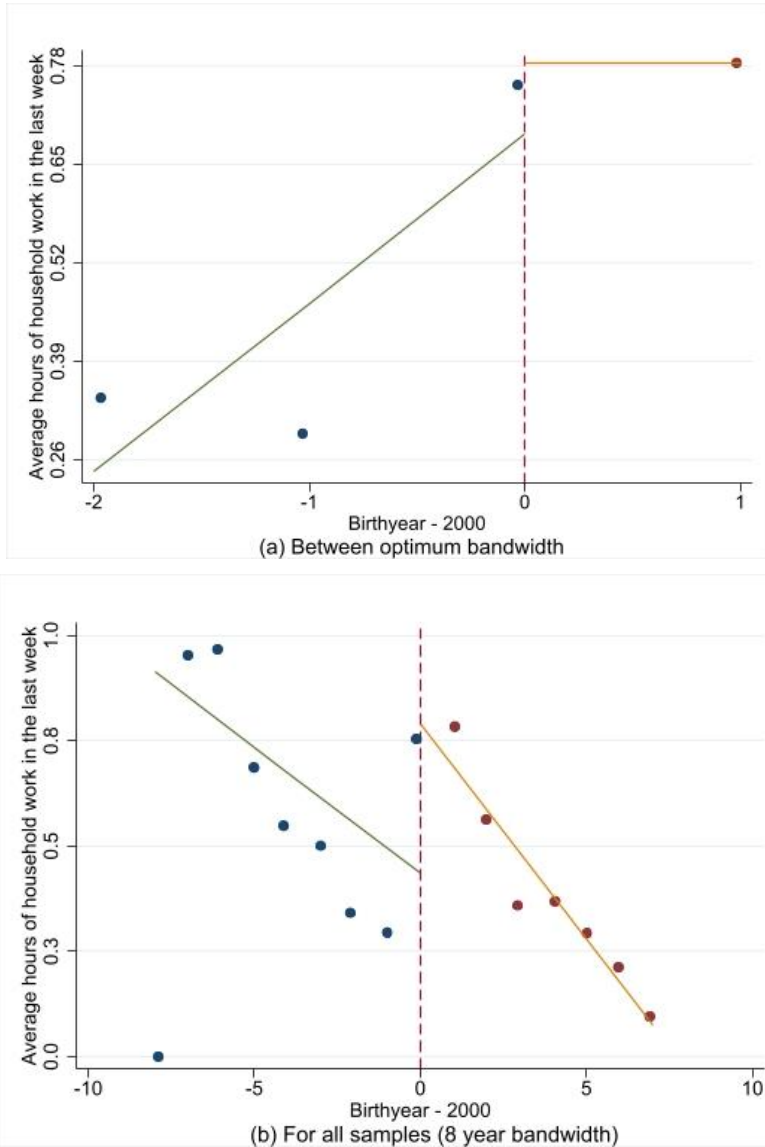 Average hours of household work in the last week
0.78
0.65
0.52
0.39
0.26
-2 -1 0 1
Birthyear - 2000
(a) Between optimum bandwidth
Average hours of household work in the last week
1.0
0.8
0.5
0.3
0.0
-10 -5 0 5 10
Birthyear - 2000
(b) For all samples (8 year bandwidth)